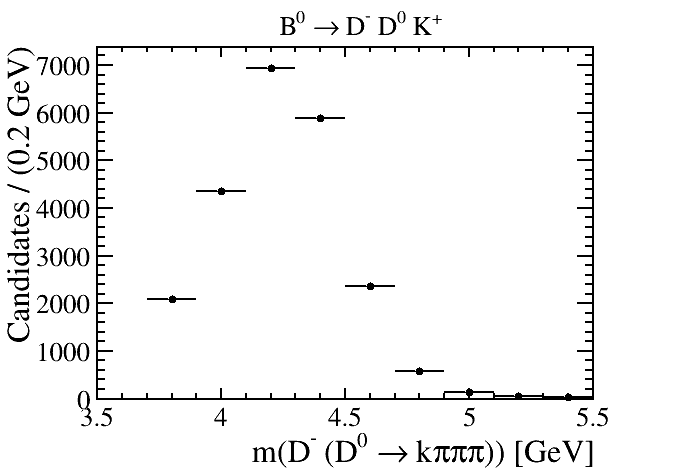 B⁰ → D⁻ D⁰ K⁺
Candidates / (0.2 GeV)
7000
6000
5000
4000
3000
2000
1000
0
3.5 4 4.5 5 5.5
m(D⁻ (D⁰ → kπππ)) [GeV]